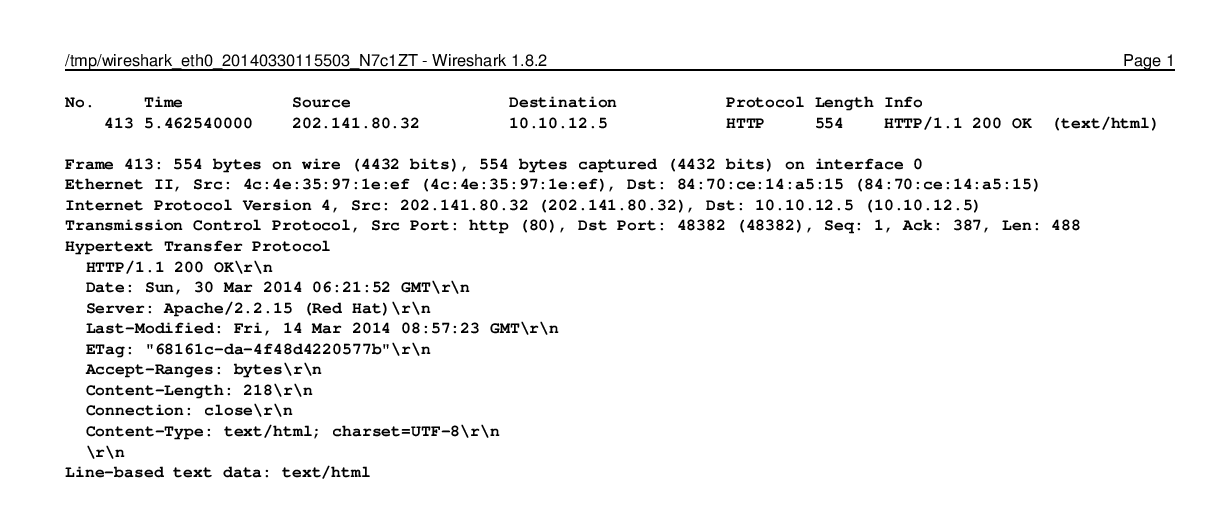 /tmp/wireshark_eth0_20140330115503_N7c1ZT - Wireshark 1.8.2 Page 1
No. Time Source Destination Protocol Length Info
413 5.462540000 202.141.80.32 10.10.12.5 HTTP 554 HTTP/1.1 200 OK (text/html)
Frame 413: 554 bytes on wire (4432 bits), 554 bytes captured (4432 bits) on interface 0
Ethernet II, Src: 4c:4e:35:97:1e:ef (4c:4e:35:97:1e:ef), Dst: 84:70:ce:14:a5:15 (84:70:ce:14:a5:15)
Internet Protocol Version 4, Src: 202.141.80.32 (202.141.80.32), Dst: 10.10.12.5 (10.10.12.5)
Transmission Control Protocol, Src Port: http (80), Dst Port: 48382 (48382), Seq: 1, Ack: 387, Len: 488
Hypertext Transfer Protocol
HTTP/1.1 200 OK\r\n
Date: Sun, 30 Mar 2014 06:21:52 GMT\r\n
Server: Apache/2.2.15 (Red Hat)\r\n
Last-Modified: Fri, 14 Mar 2014 08:57:23 GMT\r\n
ETag: "68161c-da-4f48d4220577b"\r\n
Accept-Ranges: bytes\r\n
Content-Length: 218\r\n
Connection: close\r\n
Content-Type: text/html; charset=UTF-8\r\n
\r\n
Line-based text data: text/html